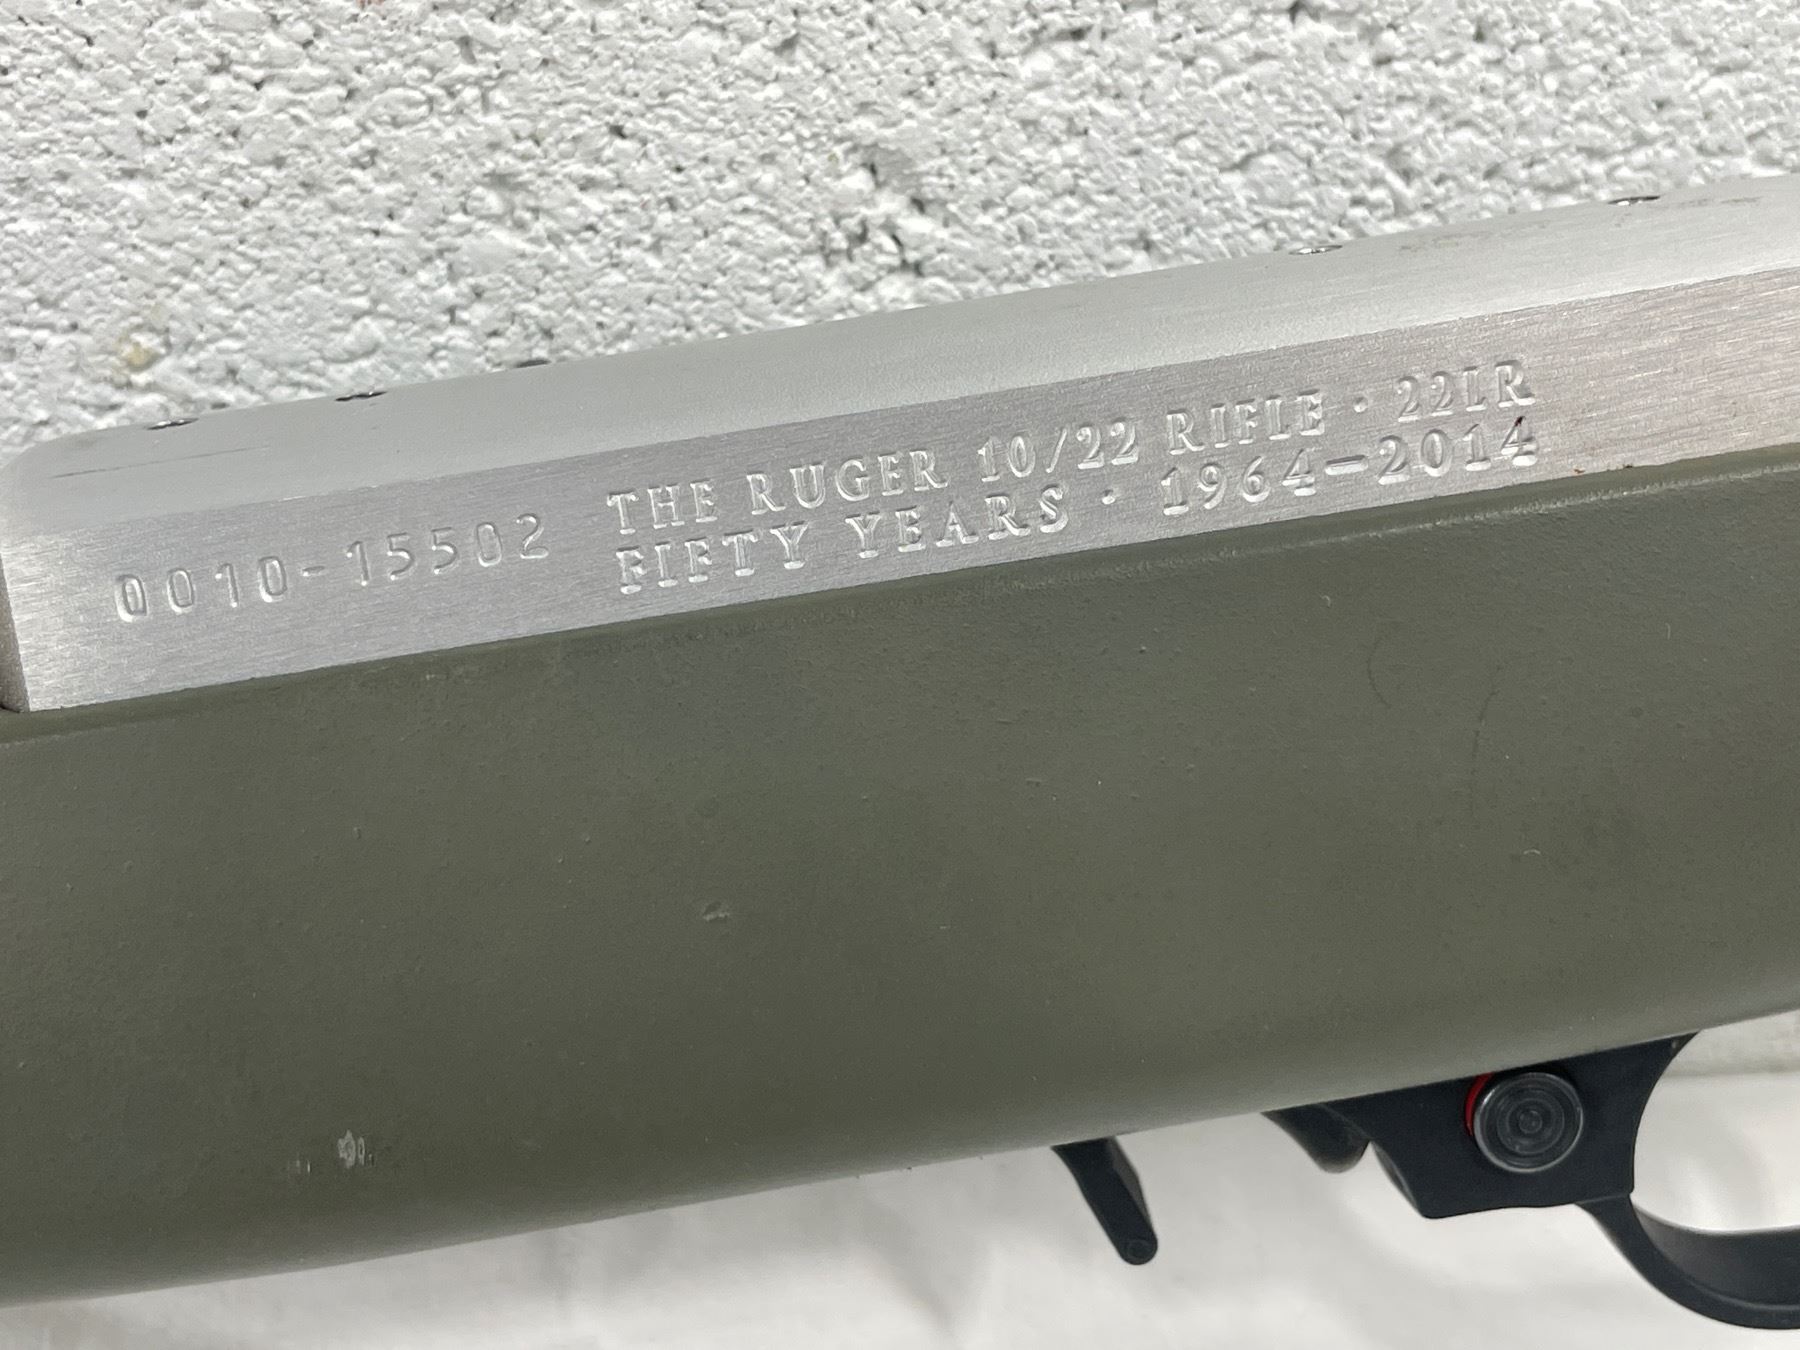 0010-15502
THE RUGER 10/22 RIFLE · 22LR
FIFTY YEARS · 1964–2014